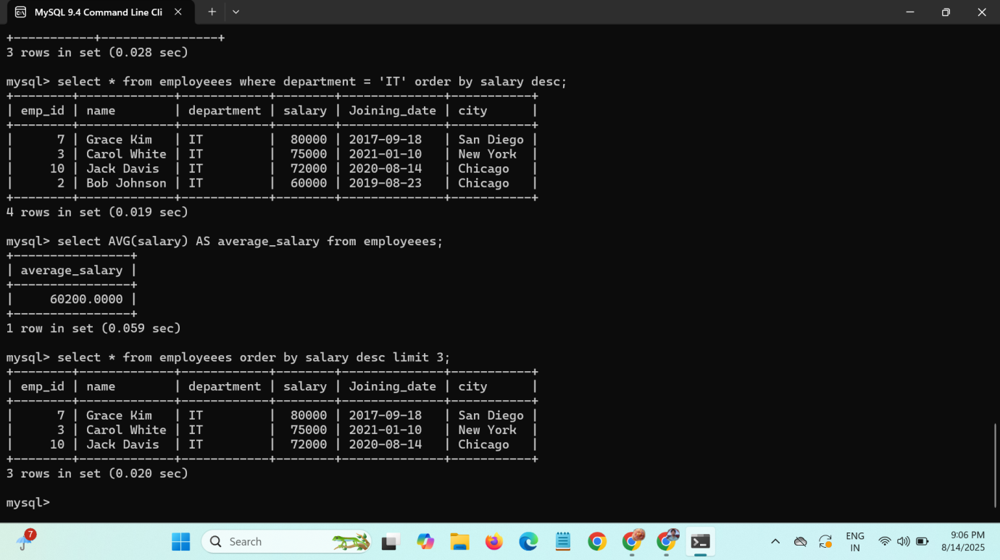 MySQL 9.4 Command Line Cli
+-----------+----------------+
3 rows in set (0.028 sec)
mysql> select * from employeees where department = 'IT' order by salary desc;
+--------+-------------+------------+--------+--------------+-----------+
| emp_id | name        | department | salary | Joining_date | city      |
+--------+-------------+------------+--------+--------------+-----------+
|      7 | Grace Kim   | IT         |  80000 | 2017-09-18   | San Diego |
|      3 | Carol White | IT         |  75000 | 2021-01-10   | New York  |
|     10 | Jack Davis  | IT         |  72000 | 2020-08-14   | Chicago   |
|      2 | Bob Johnson | IT         |  60000 | 2019-08-23   | Chicago   |
+--------+-------------+------------+--------+--------------+-----------+
4 rows in set (0.019 sec)
mysql> select AVG(salary) AS average_salary from employeees;
+----------------+
| average_salary |
+----------------+
|     60200.0000 |
+----------------+
1 row in set (0.059 sec)
mysql> select * from employeees order by salary desc limit 3;
+--------+-------------+------------+--------+--------------+-----------+
| emp_id | name        | department | salary | Joining_date | city      |
+--------+-------------+------------+--------+--------------+-----------+
|      7 | Grace Kim   | IT         |  80000 | 2017-09-18   | San Diego |
|      3 | Carol White | IT         |  75000 | 2021-01-10   | New York  |
|     10 | Jack Davis  | IT         |  72000 | 2020-08-14   | Chicago   |
+--------+-------------+------------+--------+--------------+-----------+
3 rows in set (0.020 sec)
mysql>
7
Search
ENG
IN
9:06 PM
8/14/2025